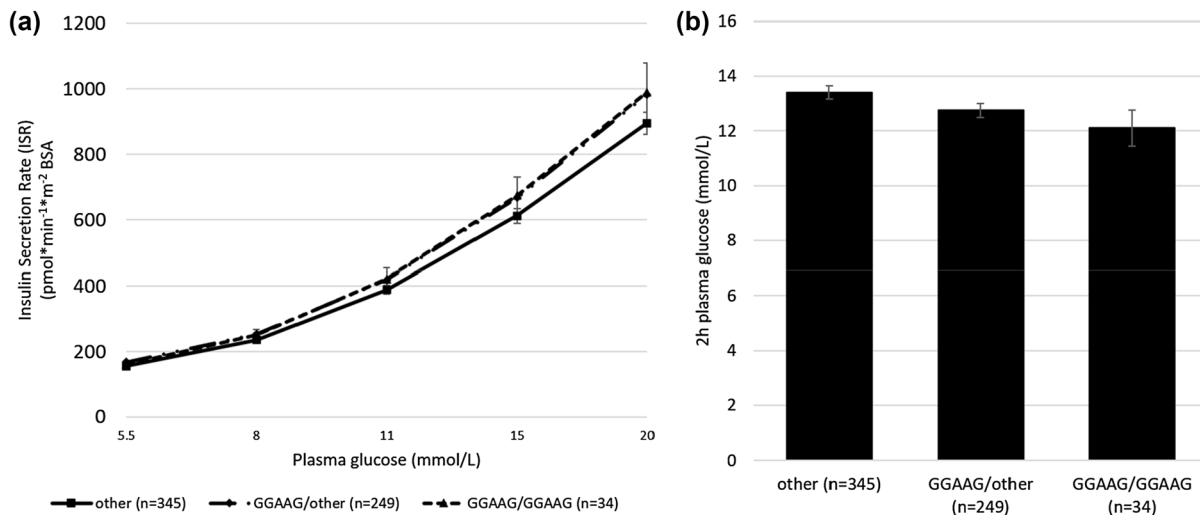 (a)
Insulin Secretion Rate (ISR)
(pmol*min-1*m-2 BSA
1200
1000
800
600
400
200
0
5.5 8 11 15 20
Plasma glucose (mmol/L)
other (n=345) GGAAG/other (n=249) GGAAG/GGAAG (n=34)
(b)
2h plasma glucose (mmol/L)
16
14
12
10
8
6
4
2
0
other (n=345) GGAAG/other GGAAG/GGAAG
(n=249) (n=34)